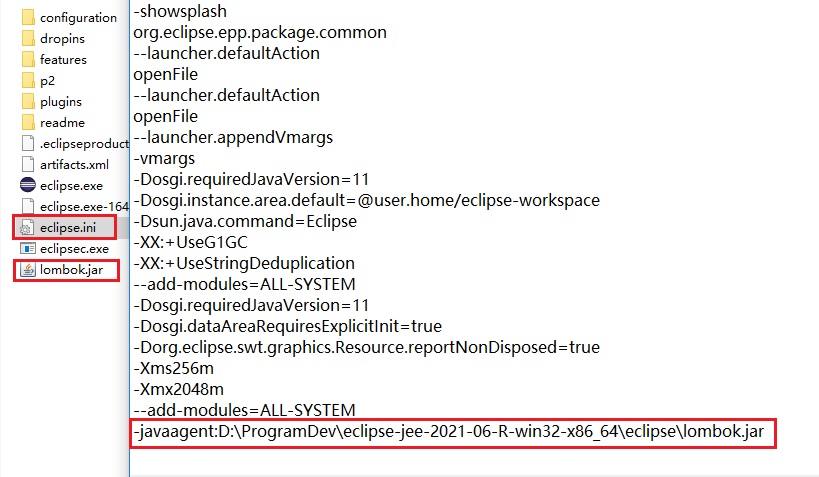 configuration
dropins
features
p2
plugins
readme
.eclipseproduct
artifacts.xml
eclipse.exe
eclipse.exe-164
eclipse.ini
eclipsec.exe
lombok.jar
-showsplash
org.eclipse.epp.package.common
--launcher.defaultAction
openFile
--launcher.defaultAction
openFile
--launcher.appendVmargs
-vmargs
-Dosgi.requiredJavaVersion=11
-Dosgi.instance.area.default=@user.home/eclipse-workspace
-Dsun.java.command=Eclipse
-XX:+UseG1GC
-XX:+UseStringDeduplication
--add-modules=ALL-SYSTEM
-Dosgi.requiredJavaVersion=11
-Dosgi.dataAreaRequiresExplicitInit=true
-Dorg.eclipse.swt.graphics.Resource.reportNonDisposed=true
-Xms256m
-Xmx2048m
--add-modules=ALL-SYSTEM
-javaagent:D:\ProgramDev\eclipse-jee-2021-06-R-win32-x86_64\eclipse\lombok.jar